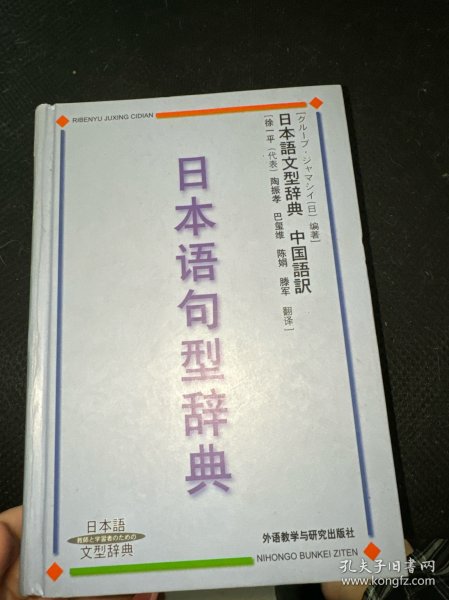 RIBENYU JUXING CIDIAN
[グループ・ジャマシイ(日) 编著]
日本語文型辞典 中国語訳
[徐一平(代表) 陶振孝 巴玺维 陈娟 滕军 翻译]
日本语句型辞典
日本語
教師と学習者のための
文型辞典
外语教学与研究出版社
NIHONGO BUNKEI ZITEN
孔夫子旧书网
www.kongfz.com